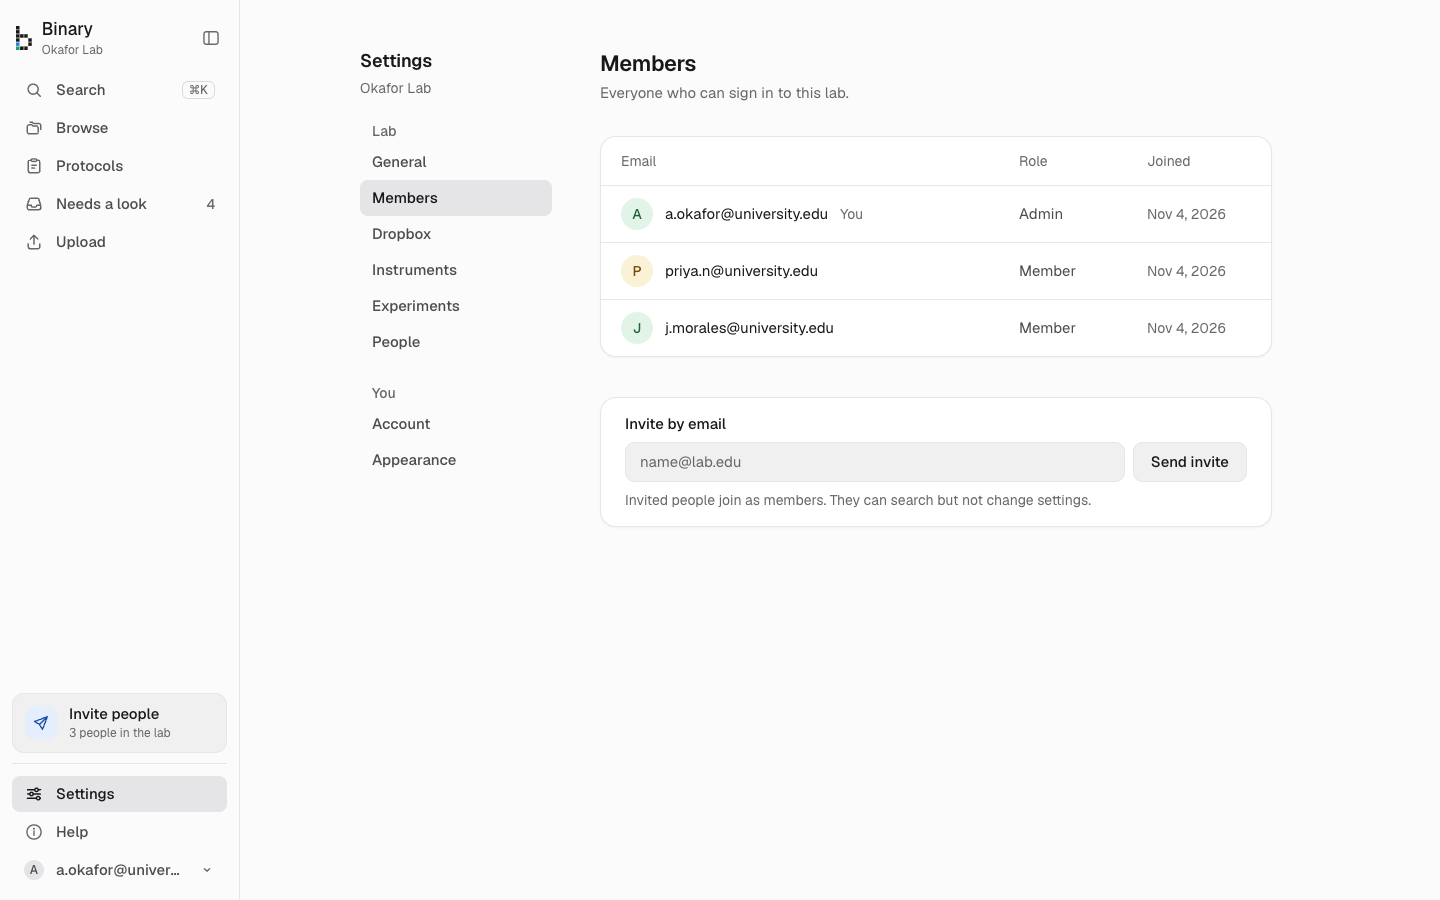 Binary
Okafor Lab
Search ⌘K
Browse
Protocols
Needs a look 4
Upload
Invite people
3 people in the lab
Settings
Help
A a.okafor@univer...
Settings
Okafor Lab
Lab
General
Members
Dropbox
Instruments
Experiments
People
You
Account
Appearance
Members
Everyone who can sign in to this lab.
Email Role Joined
A a.okafor@university.edu You Admin Nov 4, 2026
P priya.n@university.edu Member Nov 4, 2026
J j.morales@university.edu Member Nov 4, 2026
Invite by email
name@lab.edu Send invite
Invited people join as members. They can search but not change settings.